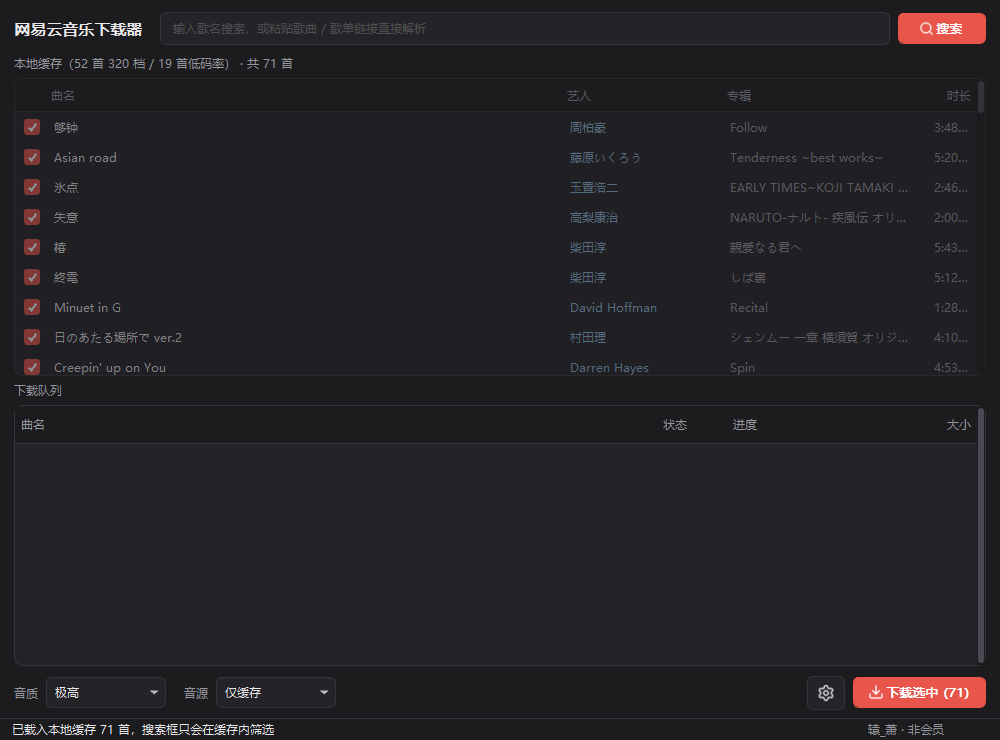 网易云音乐下载器 输入歌名搜索，或粘贴歌曲 / 歌单链接直接解析 搜索
本地缓存（52 首 320 档 / 19 首低码率） · 共 71 首
曲名 艺人 专辑 时长
够钟 周柏豪 Follow 3:48...
Asian road 藤原いくろう Tenderness ~best works~ 5:20...
氷点 玉置浩二 EARLY TIMES~KOJI TAMAKI ... 2:46...
失意 高梨康治 NARUTO-ナルト- 疾風伝 オリ... 2:00...
椿 柴田淳 親愛なる君へ 5:43...
終電 柴田淳 しば裏 5:12...
Minuet in G David Hoffman Recital 1:28...
日のあたる場所で ver.2 村田理 シェンムー 一章 横須賀 オリジ... 4:10...
Creepin' up on You Darren Hayes Spin 4:53...
下载队列
曲名 状态 进度 大小
音质 极高 音源 仅缓存 下载选中 (71)
已载入本地缓存 71 首，搜索框只会在缓存内筛选 辕_萧 · 非会员